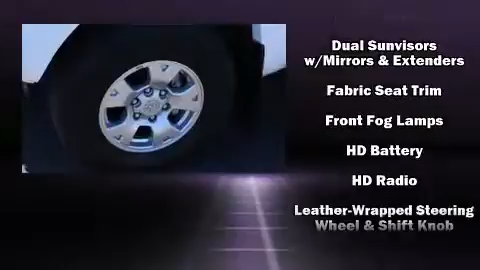 Dual Sunvisors
w/Mirrors & Extenders
Fabric Seat Trim
Front Fog Lamps
HD Battery
HD Radio
Leather-Wrapped Steering
Wheel & Shift Knob